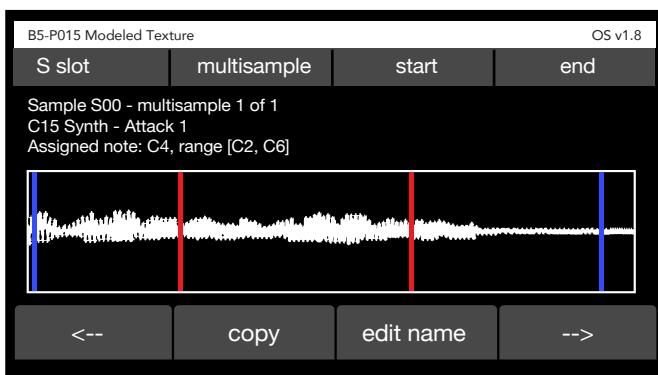 B5-P015 Modeled Texture OS v1.8
S slot multisample start end
Sample S00 - multisample 1 of 1
C15 Synth - Attack 1
Assigned note: C4, range [C2, C6]
<-- copy edit name -->